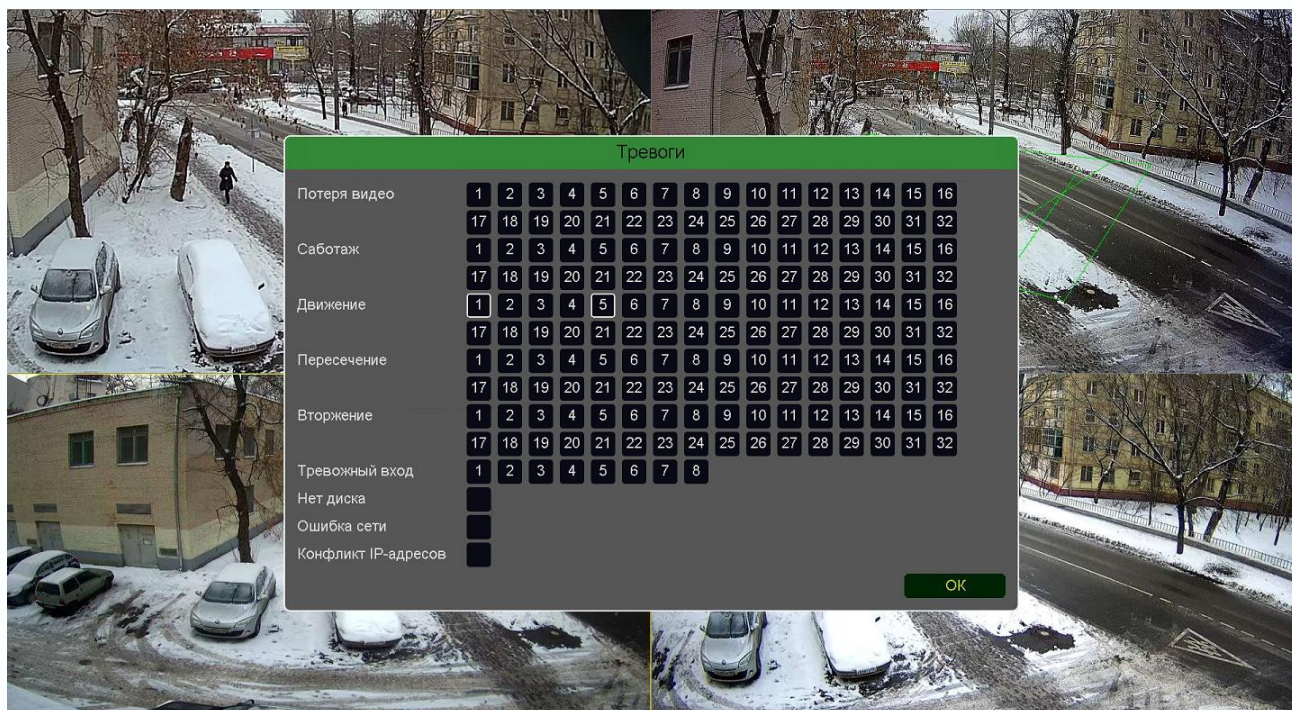 Тревоги
Потеря видео 1 2 3 4 5 6 7 8 9 10 11 12 13 14 15 16
17 18 19 20 21 22 23 24 25 26 27 28 29 30 31 32
Саботаж 1 2 3 4 5 6 7 8 9 10 11 12 13 14 15 16
17 18 19 20 21 22 23 24 25 26 27 28 29 30 31 32
Движение 1 2 3 4 5 6 7 8 9 10 11 12 13 14 15 16
17 18 19 20 21 22 23 24 25 26 27 28 29 30 31 32
Пересечение 1 2 3 4 5 6 7 8 9 10 11 12 13 14 15 16
17 18 19 20 21 22 23 24 25 26 27 28 29 30 31 32
Вторжение 1 2 3 4 5 6 7 8 9 10 11 12 13 14 15 16
17 18 19 20 21 22 23 24 25 26 27 28 29 30 31 32
Тревожный вход 1 2 3 4 5 6 7 8
Нет диска
Ошибка сети
Конфликт IP-адресов
OK